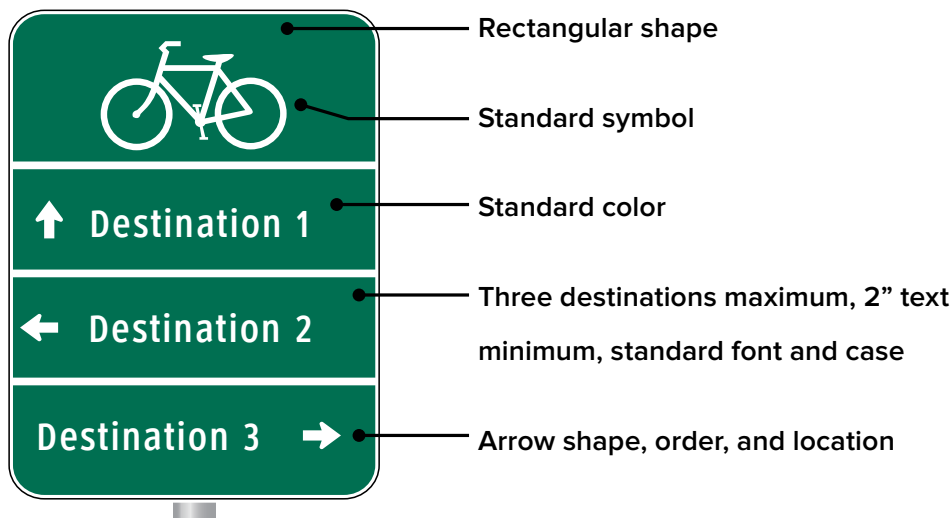 Rectangular shape
Standard symbol
Destination 1
Standard color
Destination 2
Three destinations maximum, 2” text
minimum, standard font and case
Destination 3
Arrow shape, order, and location